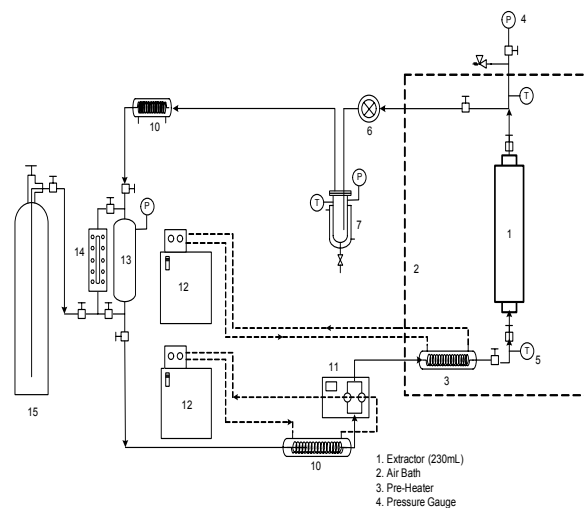 P
4
T
6
10
P
P
T
7
1
14
13
2
12
11
12
3
T
5
15
10
1. Extractor (230mL)
2. Air Bath
3. Pre-Heater
4. Pressure Gauge